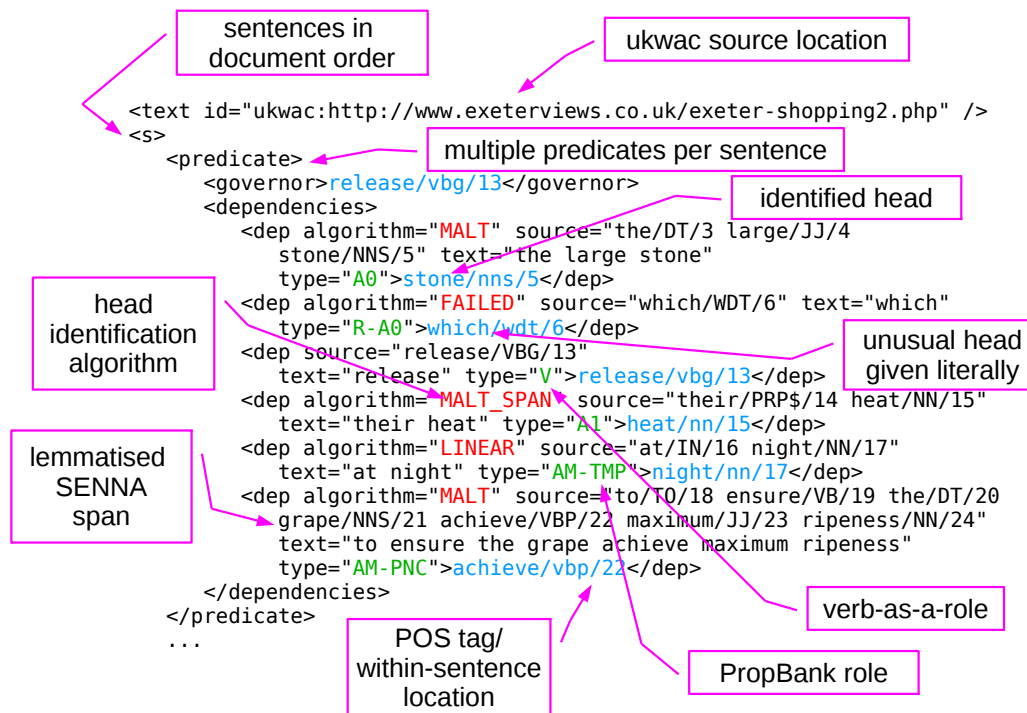 sentences in
document order
ukwac source location
<text id="ukwac:http://www.exeterviews.co.uk/exeter-shopping2.php" />
<s>
<predicate>
multiple predicates per sentence
<governor>release/vbg/13</governor>
identified head
<dependencies>
<dep algorithm="MALT" source="the/DT/3 large/JJ/4
stone/NNS/5" text="the large stone"
type="A0">stone/nns/5</dep>
head
identification
algorithm
<dep algorithm="FAILED" source="which/WDT/6" text="which"
type="R-A0">which/wdt/6</dep>
unusual head
given literally
<dep source="release/VBG/13"
text="release" type="V">release/vbg/13</dep>
<dep algorithm="MALT_SPAN" source="their/PRP$/14 heat/NN/15"
text="their heat" type="A1">heat/nn/15</dep>
lemmatised
SENNA
span
<dep algorithm="LINEAR" source="at/IN/16 night/NN/17"
text="at night" type="AM-TMP">night/nn/17</dep>
<dep algorithm="MALT" source="to/TO/18 ensure/VB/19 the/DT/20
grape/NNS/21 achieve/VBP/22 maximum/JJ/23 ripeness/NN/24"
text="to ensure the grape achieve maximum ripeness"
type="AM-PNC">achieve/vbp/22</dep>
</dependencies>
verb-as-a-role
</predicate>
...
POS tag/
within-sentence
location
PropBank role